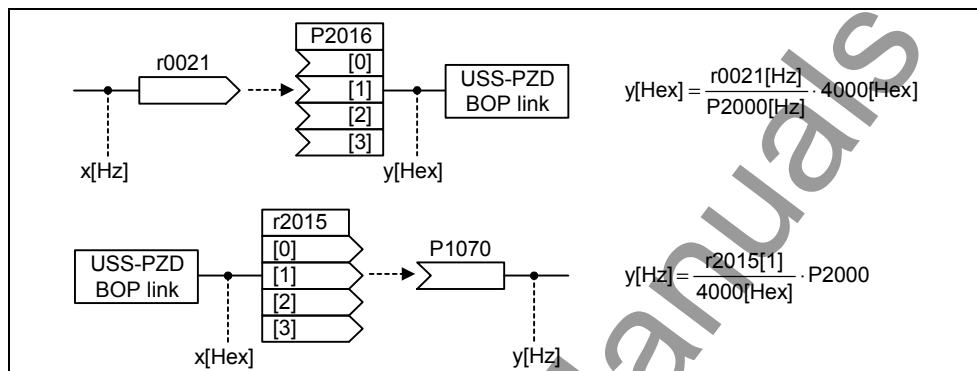 P2016
r0021
[0]
[1]
[2]
[3]
USS-PZD
BOP link
x[Hz]
y[Hex]
y[Hex] = r0021[Hz] / P2000[Hz] · 4000[Hex]
r2015
[0]
[1]
[2]
[3]
USS-PZD
BOP link
P1070
x[Hex]
y[Hz]
y[Hz] = r2015[1] / 4000[Hex] · P2000